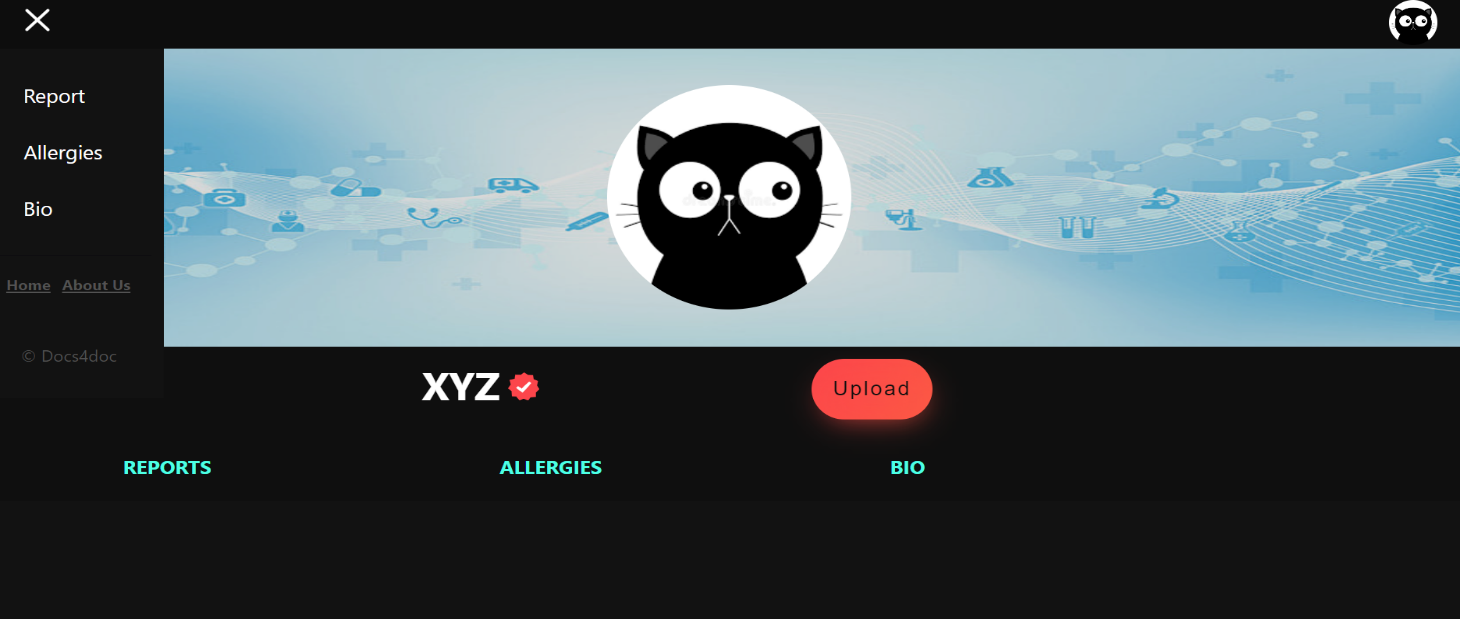 Report
Allergies
Bio
Home About Us
© Docs4doc
XYZ
Upload
REPORTS ALLERGIES BIO